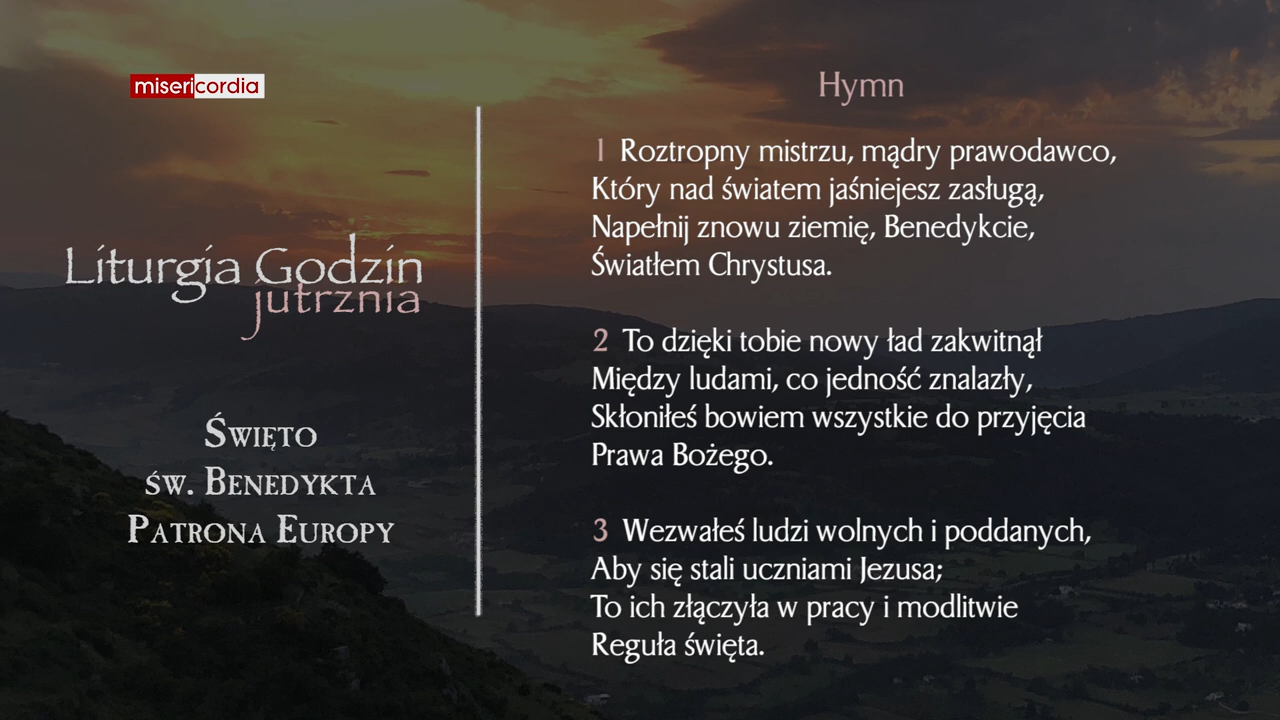 misericordia
Liturgia Godzin
jutrznia
Święto
św. Benedykta
Patrona Europy
Hymn
1 Roztropny mistrzu, mądry prawodawco,
Który nad światem jaśniejesz zasługą,
Napełnij znowu ziemię, Benedykcie,
Światłem Chrystusa.
2 To dzięki tobie nowy ład zakwitnął
Między ludami, co jedność znalazły,
Skłoniłeś bowiem wszystkie do przyjęcia
Prawa Bożego.
3 Wezwałeś ludzi wolnych i poddanych,
Aby się stali uczniami Jezusa;
To ich złączyła w pracy i modlitwie
Reguła święta.